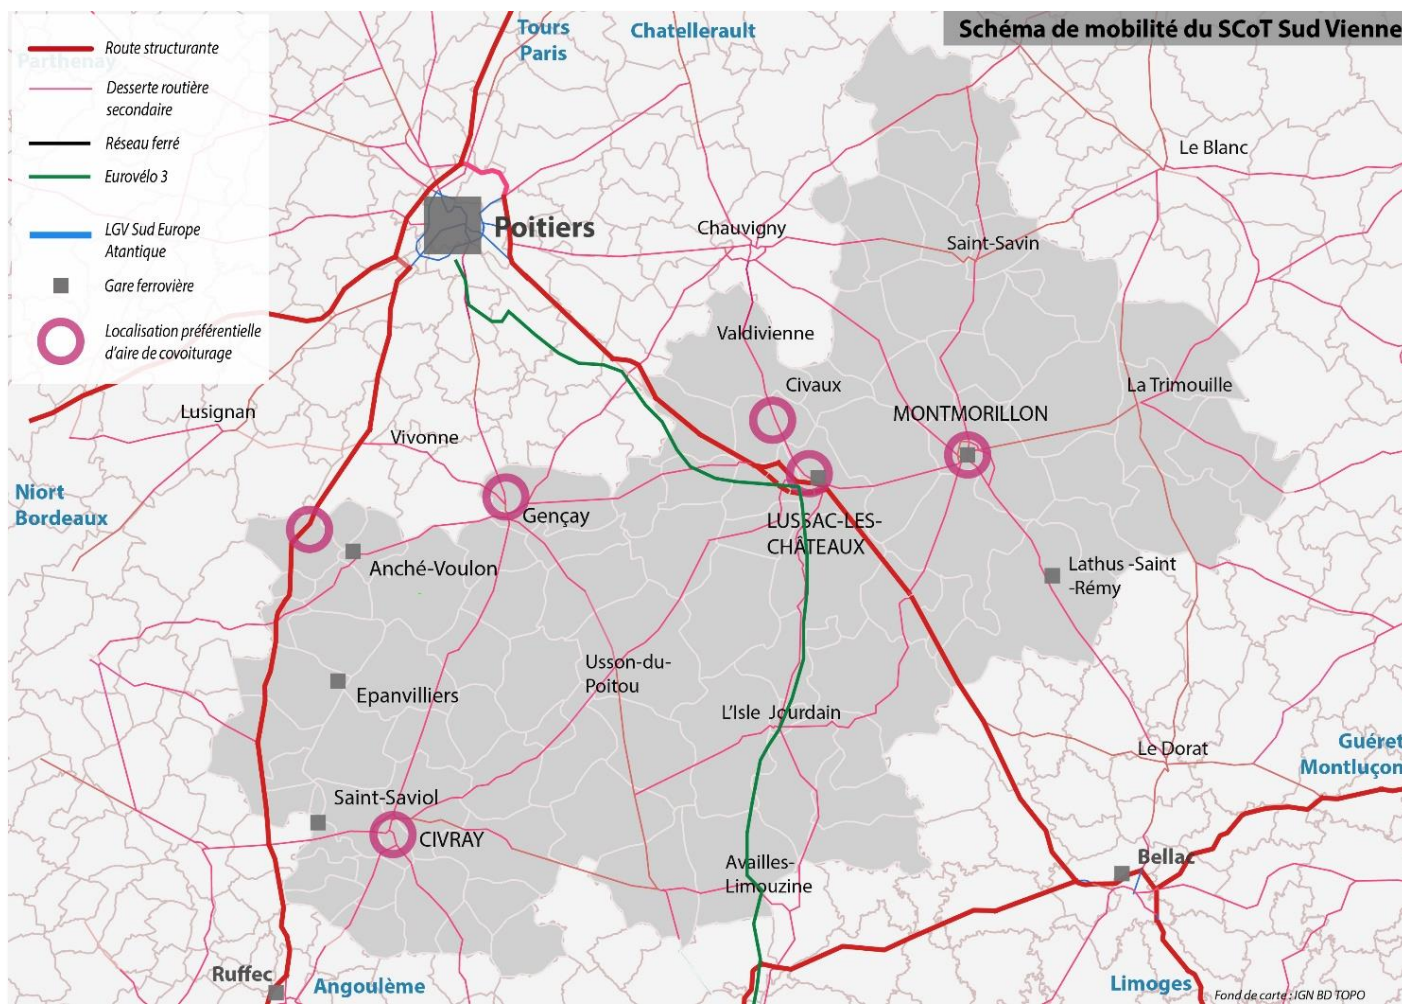 Schéma de mobilité du SCoT Sud Vienne
Route structurante
Parthenay
Desserte routière
secondaire
Réseau ferré
Eurovélo 3
LGV Sud Europe
Atantique
Gare ferrovière
Localisation préférentielle
d'aire de covoiturage
Tours
Paris
Chatellerault
Le Blanc
Poitiers
Chauvigny
Saint-Savin
Valdivienne
Civaux
La Trimouille
MONTMORILLON
Lusignan
Vivonne
Niort
Bordeaux
Gençay
LUSSAC-LES-
CHÂTEAUX
Anché-Voulon
Lathus -Saint
-Rémy
Usson-du-
Poitou
Epanvilliers
L'Isle Jourdain
Le Dorat
Guéret
Montluçon
Saint-Saviol
CIVRAY
Availles-
Limouzine
Bellac
Ruffec
Angoulème
Limoges
Fond de carte : IGN BD TOPO